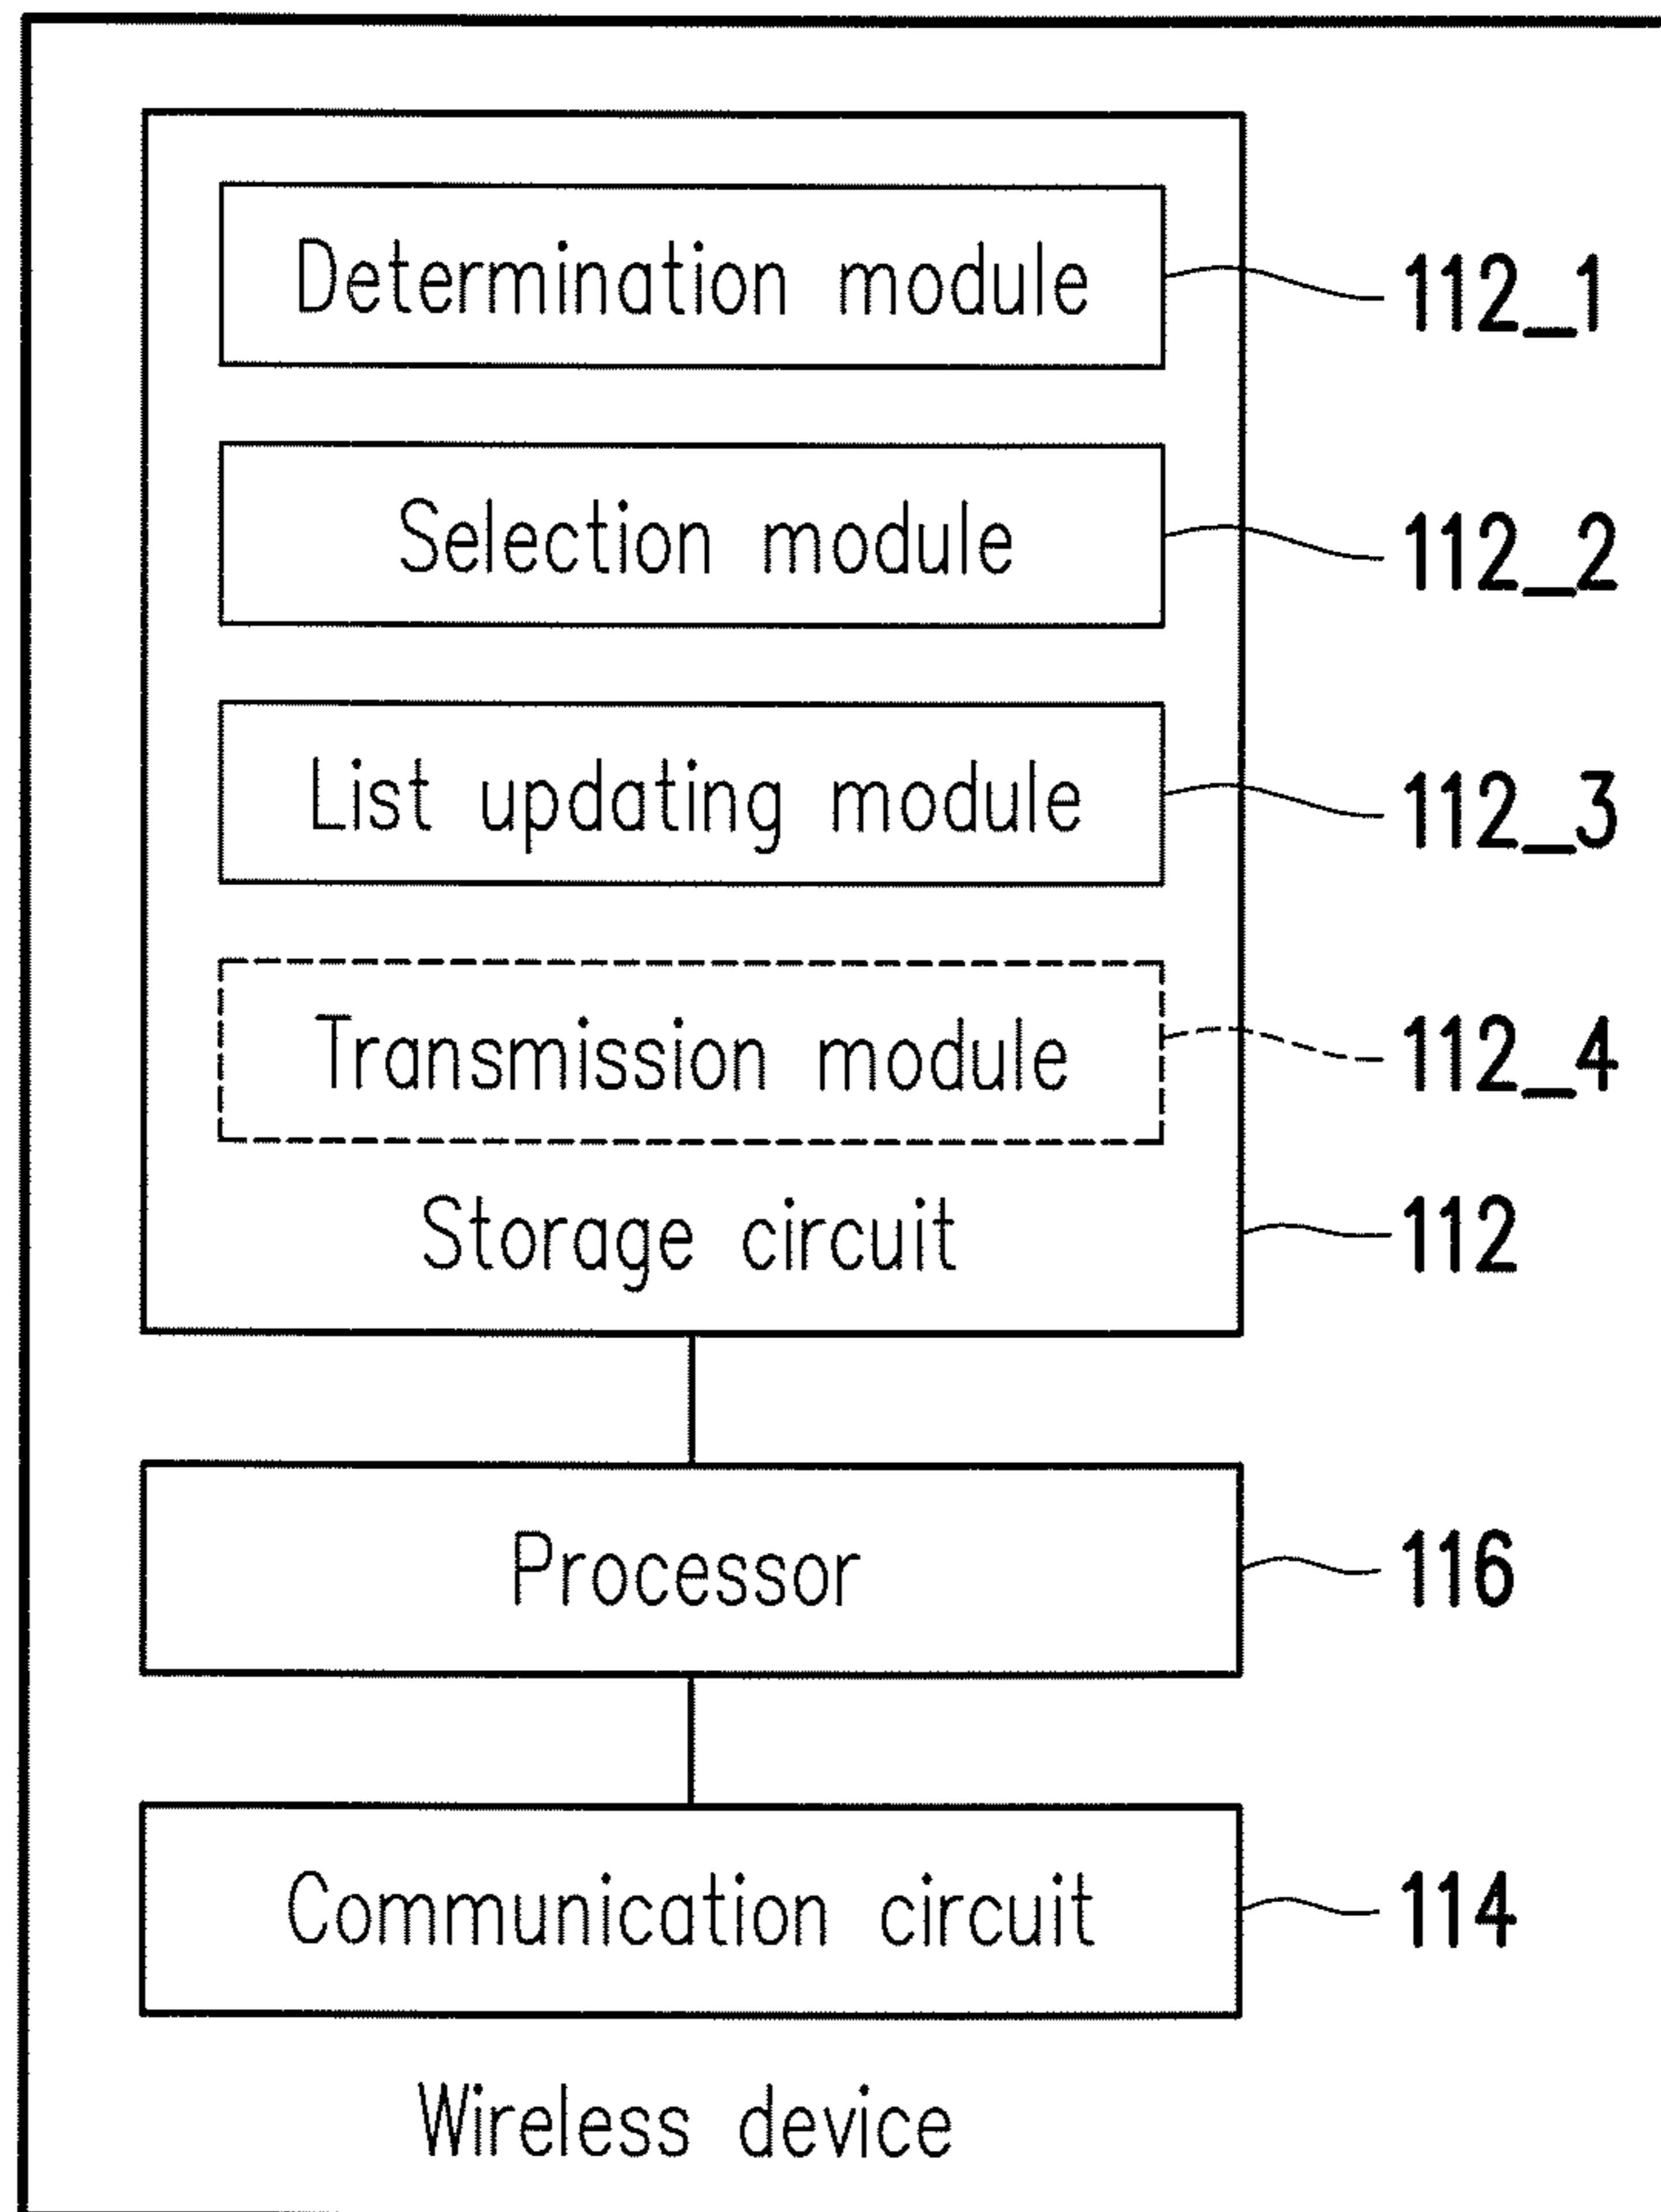 Determination module 112_1
Selection module 112_2
List updating module 112_3
Transmission module 112_4
Storage circuit 112
Processor 116
Communication circuit 114
Wireless device